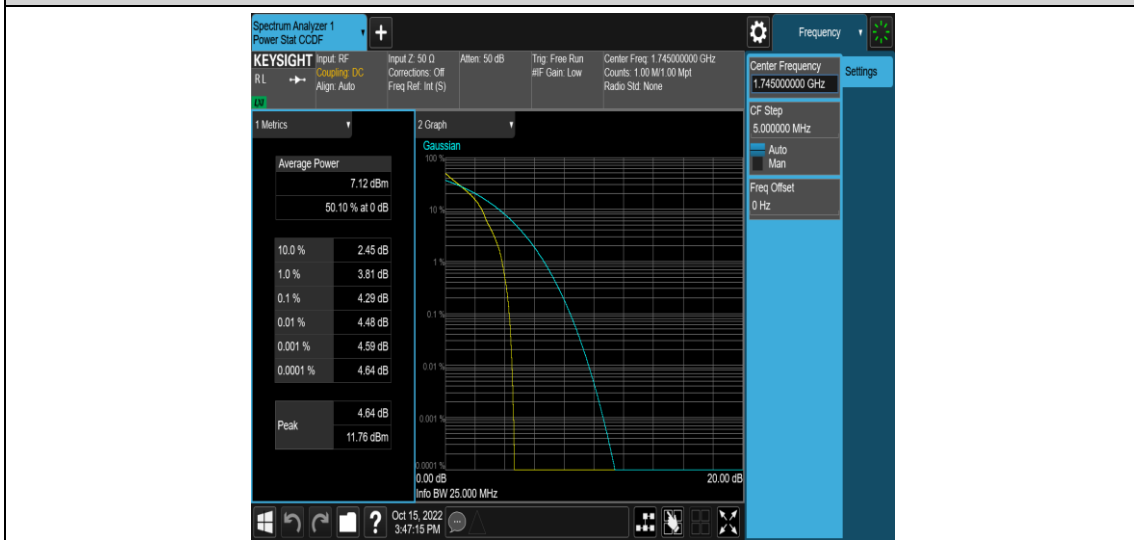 Spectrum Analyzer 1
Power Stat CCDF
+
Frequency
KEYSIGHT
RL
LNI
Input: RF
Coupling: DC
Align: Auto
Input Z: 50 Ω
Corrections: Off
Freq Ref: Int (S)
Atten: 50 dB
Trig: Free Run
#IF Gain: Low
Center Freq: 1.745000000 GHz
Counts: 1.00 M/1.00 Mpt
Radio Std: None
Center Frequency
1.745000000 GHz
Settings
CF Step
5.000000 MHz
Auto
Man
Freq Offset
0 Hz
1 Metrics
Average Power
7.12 dBm
50.10 % at 0 dB
10.0 % 2.45 dB
1.0 % 3.81 dB
0.1 % 4.29 dB
0.01 % 4.48 dB
0.001 % 4.59 dB
0.0001 % 4.64 dB
Peak 4.64 dB
11.76 dBm
2 Graph
Gaussian
100 %
10 %
1 %
0.1 %
0.01 %
0.001 %
0.0001 %
0.00 dB 20.00 dB
Info BW 25.000 MHz
?
Oct 15, 2022
3:47:15 PM